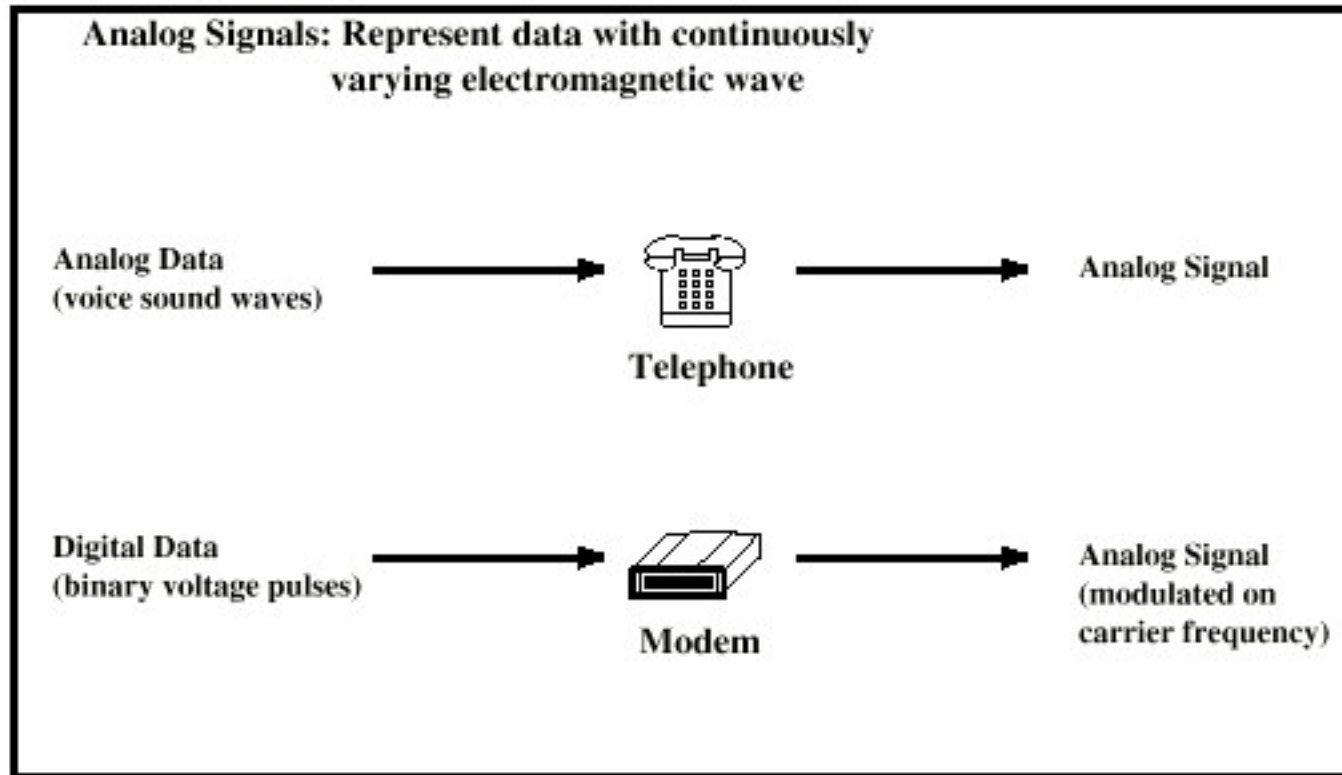 Analog Signals: Represent data with continuously
varying electromagnetic wave
Analog Data
(voice sound waves)
Telephone
Analog Signal
Digital Data
(binary voltage pulses)
Modem
Analog Signal
(modulated on
carrier frequency)